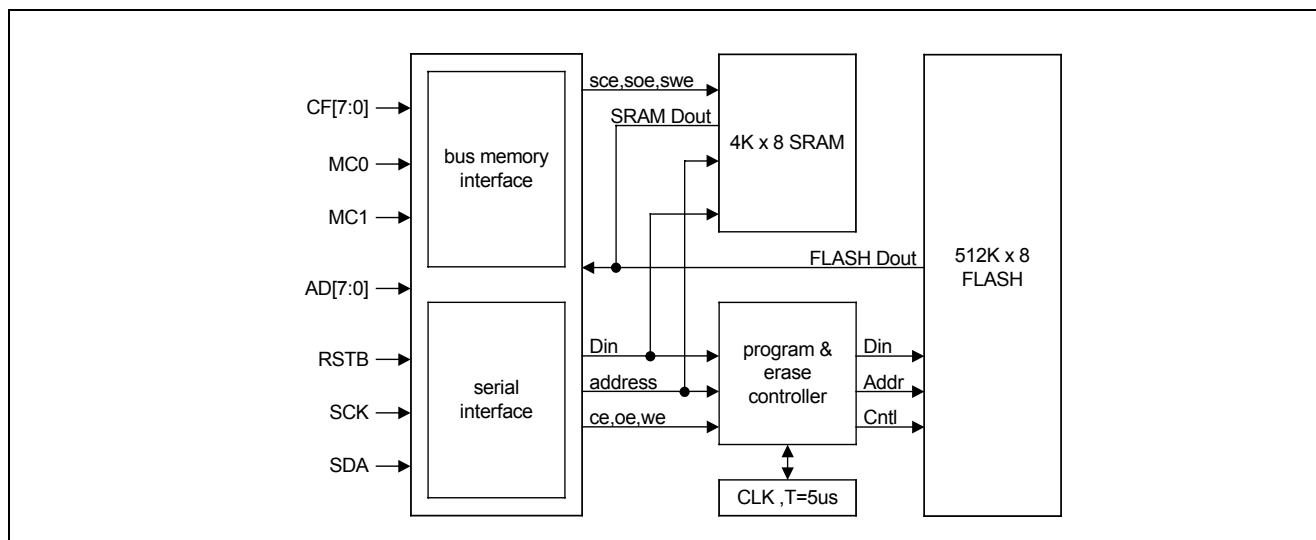 CF[7:0]
MC0
MC1
AD[7:0]
RSTB
SCK
SDA
bus memory
interface
serial
interface
sce,soe,swe
SRAM Dout
4K x 8 SRAM
FLASH Dout
Din
address
ce,oe,we
program &
erase
controller
CLK ,T=5us
Din
Addr
Cntl
512K x 8
FLASH